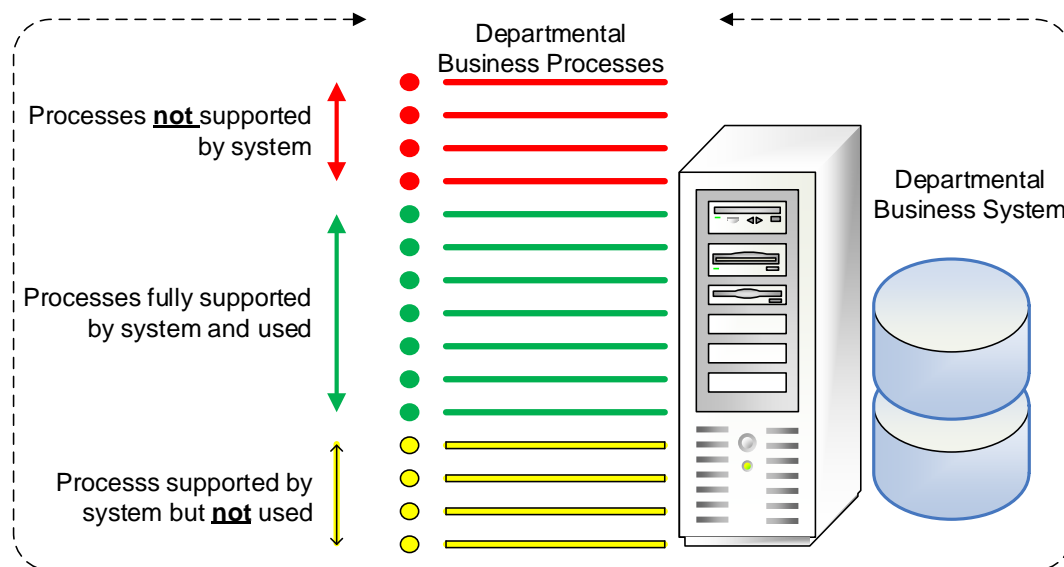 Departmental
Business Processes
Processes not supported
by system
Departmental
Business System
Processes fully supported
by system and used
Processs supported by
system but not used